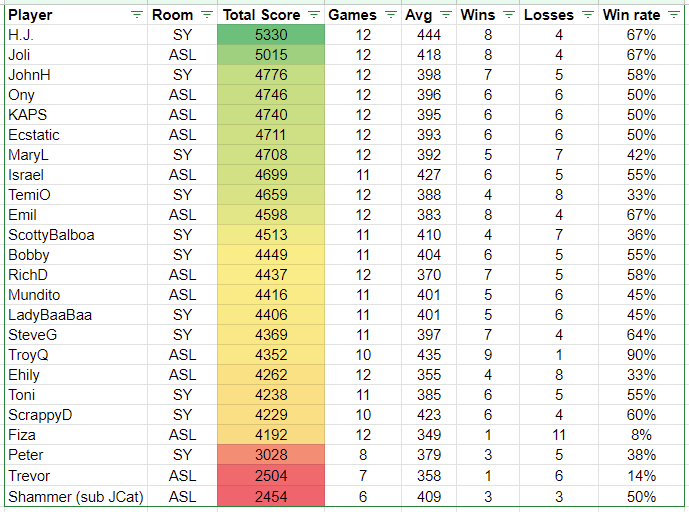 Player Room Total Score Games Avg Wins Losses Win rate
H.J. SY 5330 12 444 8 4 67%
Joli ASL 5015 12 418 8 4 67%
JohnH SY 4776 12 398 7 5 58%
Ony ASL 4746 12 396 6 6 50%
KAPS ASL 4740 12 395 6 6 50%
Ecstatic ASL 4711 12 393 6 6 50%
MaryL SY 4708 12 392 5 7 42%
Israel ASL 4699 11 427 6 5 55%
TemiO SY 4659 12 388 4 8 33%
Emil ASL 4598 12 383 8 4 67%
ScottyBalboa SY 4513 11 410 4 7 36%
Bobby SY 4449 11 404 6 5 55%
RichD ASL 4437 12 370 7 5 58%
Mundito ASL 4416 11 401 5 6 45%
LadyBaaBaa SY 4406 11 401 5 6 45%
SteveG SY 4369 11 397 7 4 64%
TroyQ ASL 4352 10 435 9 1 90%
Ehily ASL 4262 12 355 4 8 33%
Toni SY 4238 11 385 6 5 55%
ScrappyD SY 4229 10 423 6 4 60%
Fiza ASL 4192 12 349 1 11 8%
Peter SY 3028 8 379 3 5 38%
Trevor ASL 2504 7 358 1 6 14%
Shammer (sub JCat) ASL 2454 6 409 3 3 50%